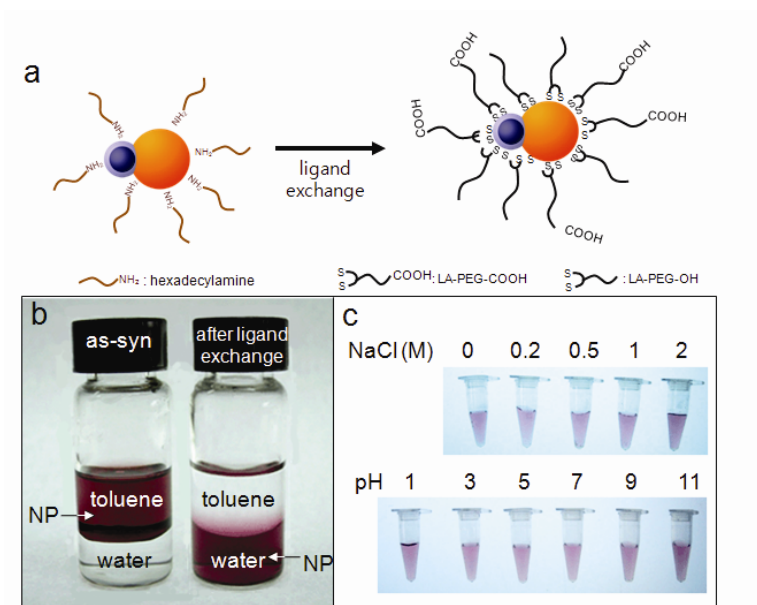 a
NH₂
NH₂
NH₂
NH₂
NH₂
NH₂
NH₂
ligand
exchange
COOH
COOH
COOH
COOH
COOH
S S
S S
S S
S S
S S
S S
S S
S S
S S
S S
S S
NH₂ : hexadecylamine
S
S
COOH: LA-PEG-COOH
S
S
: LA-PEG-OH
b
as-syn
after ligand
exchange
toluene
toluene
NP
water
water
NP
c
NaCl (M) 0 0.2 0.5 1 2
pH 1 3 5 7 9 11